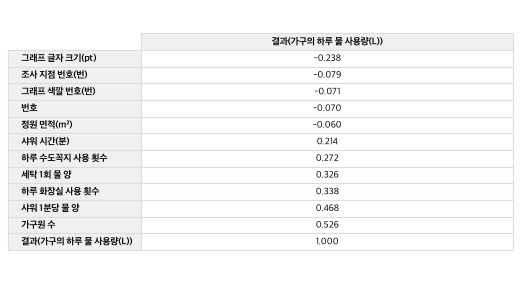 결과(가구의 하루 물 사용량(L))
그래프 글자 크기(pt) -0.238
조사 지점 번호(번) -0.079
그래프 색깔 번호(번) -0.071
번호 -0.070
정원 면적(m²) -0.060
샤워 시간(분) 0.214
하루 수도꼭지 사용 횟수 0.272
세탁 1회 물 양 0.326
하루 화장실 사용 횟수 0.338
샤워 1분당 물 양 0.468
가구원 수 0.526
결과(가구의 하루 물 사용량(L)) 1.000